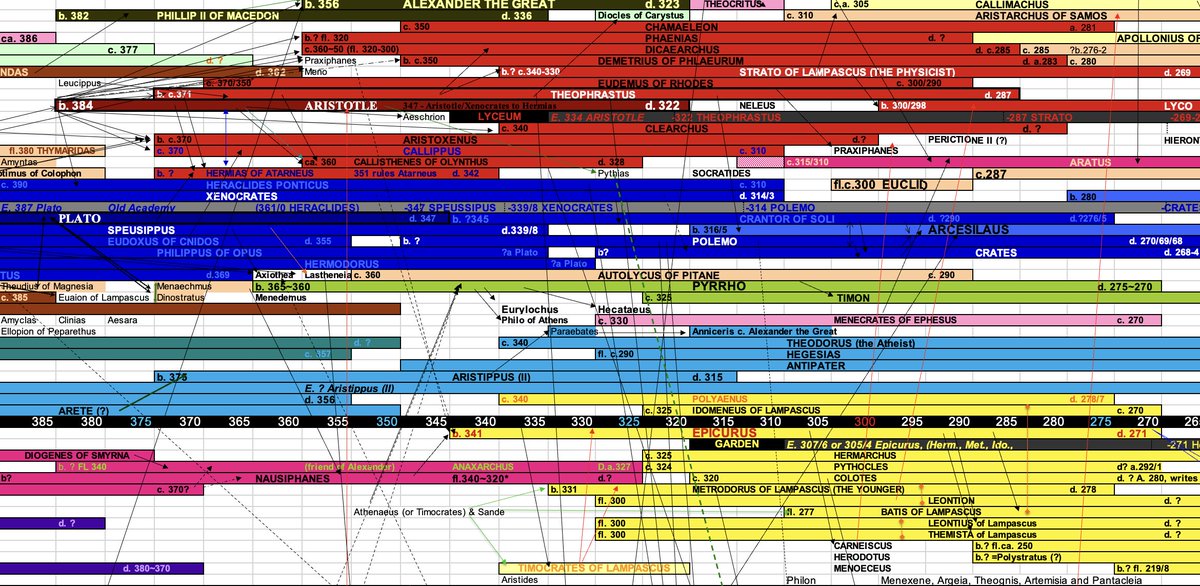 b. 356 ALEXANDER THE GREAT d. 323 THEOCRITUS c.a. 305 CALLIMACHUS
b. 382 PHILLIP II OF MACEDON d. 336 Diocles of Carystus c. 310 ARISTARCHUS OF SAMOS
c. 350 CHAMAELEON a. 281
ca. 386 b.? fl. 320 PHAENIAS d. ? APOLLONIUS OF
c. 377 c.360~50 (fl. 320-300) DICAEARCHUS d. c.285 c. 285 ?b.276-2
d. ? Praxiphanes b. c.350 DEMETRIUS OF PHLAEURUM d. a.283 c. 280
NDAS d. 362 Meno b.? c.340-330 STRATO OF LAMPASCUS (THE PHYSICIST) d. 269
Leucippus c. 370/350 EUDEMUS OF RHODES c. 300/290
b. c.371 THEOPHRASTUS d. 287
b. 384 ARISTOTLE 347 - Aristotle/Xenocrates to Hermias d. 322 NELEUS b. 300/298 LYCO
Aeschrion LYCEUM E. 334 ARISTOTLE -322 THEOPHRASTUS -287 STRATO -269-2
c. 340 CLEARCHUS d. ?
b. c.370 ARISTOXENUS d. ? PERICTIONE II (?) HIERON
fl.380 THYMARIDAS c. 370 CALLIPPUS c. 310 PRAXIPHANES
Amyntas ca. 360 CALLISTHENES OF OLYNTHUS d. 328 c.315/310 ARATUS
otimus of Colophon b. ? HERMIAS OF ATARNEUS 351 rules Atarneus d. 342 Pythias SOCRATIDES c.287
c. 390 HERACLIDES PONTICUS c. 310 fl.c.300 EUCLID
XENOCRATES d. 314/3 b. 280
E. 387 Plato Old Academy (361/0 HERACLIDES) -347 SPEUSIPPUS -339/8 XENOCRATES -314 POLEMO -CRATE
PLATO d. 347 b. ?345 CRANTOR OF SOLI d. ?290 d.?276/5
SPEUSIPPUS d.339/8 b. 316/5 ARCESILAUS
EUDOXUS OF CNIDOS d. 355 b. ? POLEMO d. 270/69/68
PHILIPPUS OF OPUS ?a Plato b? CRATES d. 268-4
HERMODORUS ?a Plato
TUS d.369 Axiothea Lastheneia c. 360 AUTOLYCUS OF PITANE c. 290
Theudius of Magnesia Menaechmus b. 365~360 PYRRHO d. 275~270
c. 385 Euaion of Lampascus Dinostratus Menedemus c. 325 TIMON
Eurylochus Hecataeus
Amyclas Clinias Aesara Philo of Athens c. 330 MENECRATES OF EPHESUS c. 270
Ellopion of Peparethus Paraebates Anniceris c. Alexander the Great
d. ? c. 340 THEODORUS (the Atheist)
c. 357 fl. c.290 HEGESIAS
ANTIPATER
b. 375 ARISTIPPUS (II) d. 315
E. ? Aristippus (II)
d. 356 c. 340 POLYAENUS d. 278/7
ARETE (?) c. 325 IDOMENEUS OF LAMPASCUS c. 270
385 380 375 370 365 360 355 350 345 340 335 330 325 320 315 310 305 300 295 290 285 280 275 270 26
b. 341 EPICURUS d. 271
GARDEN E. 307/6 or 305/4 Epicurus, (Herm., Met., Ido., -271 H
DIOGENES OF SMYRNA c. 325 HERMARCHUS
b. ? FL 340 (friend of Alexander) ANAXARCHUS D.a.327 c. 324 PYTHOCLES d? a.292/1
b? NAUSIPHANES fl.340~320* d.? c. 320 COLOTES d. ? A. 280, writes
c. 370? b. 331 METRODORUS OF LAMPASCUS (THE YOUNGER) d. 278
fl. 300 LEONTION d. ?
Athenaeus (or Timocrates) & Sande fl. 277 BATIS OF LAMPASCUS
d. ? fl. 300 LEONTIUS of Lampascus d. ?
fl. 300 THEMISTA of Lampascus d. ?
CARNEISCUS b.? fl.ca. 250
HERODOTUS b.? =Polystratus (?)
d. 380~370 TIMOCRATES OF LAMPASCUS MENOECEUS b.? fl. 219/8
Aristides Philon Menexene, Argeia, Theognis, Artemisia and Pantacleia